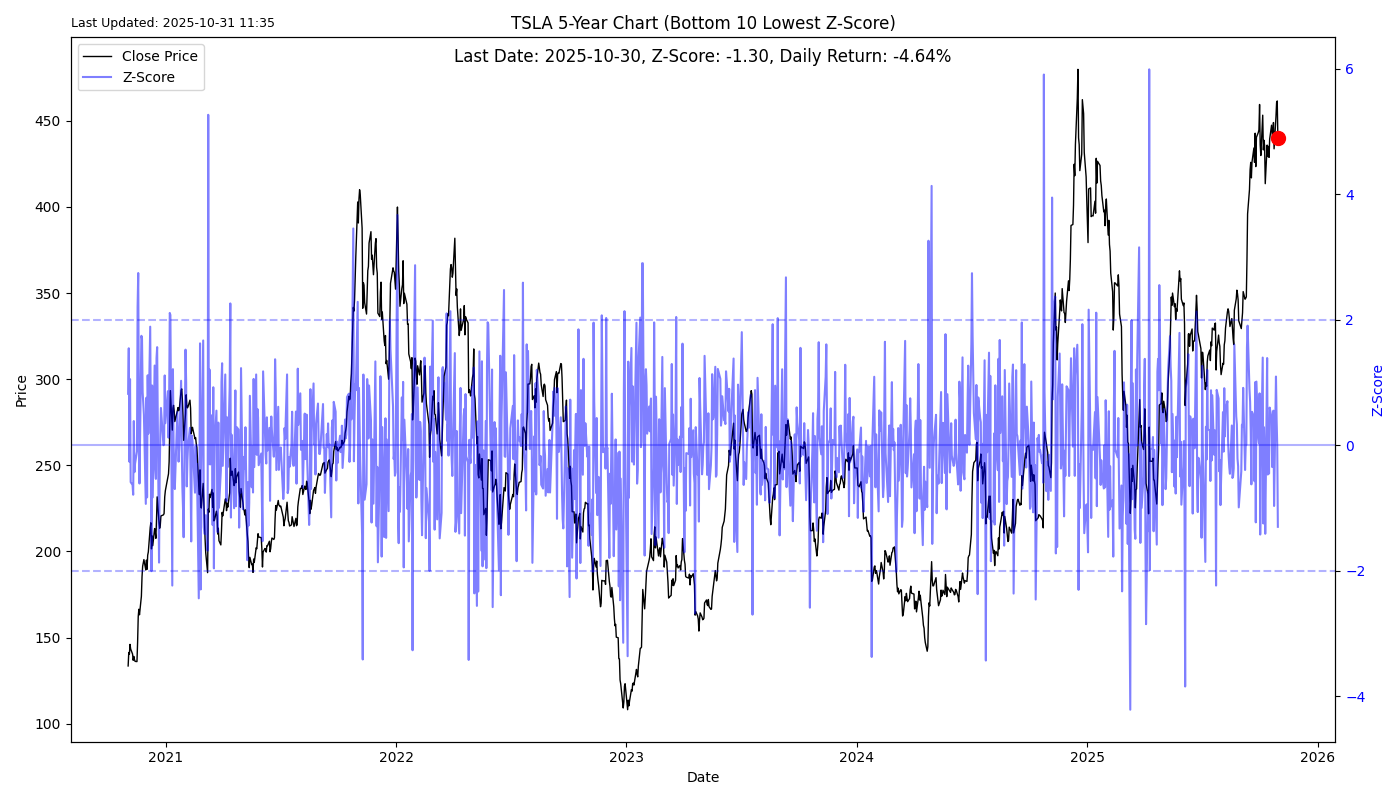 Last Updated: 2025-10-31 11:35
TSLA 5-Year Chart (Bottom 10 Lowest Z-Score)
Last Date: 2025-10-30, Z-Score: -1.30, Daily Return: -4.64%
Close Price
Z-Score
Price
450
400
350
300
250
200
150
100
6
4
2
0
−2
−4
Z-Score
2021
2022
2023
2024
2025
2026
Date